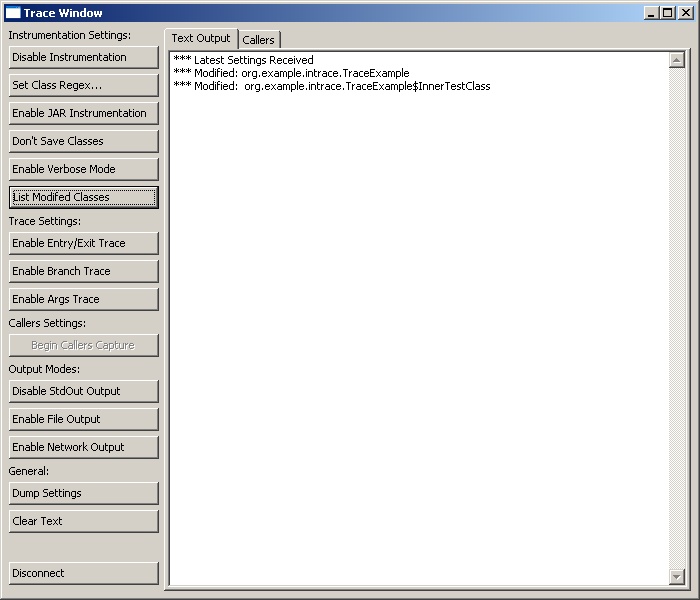 Trace Window
Instrumentation Settings:
Disable Instrumentation
Set Class Regex...
Enable JAR Instrumentation
Don't Save Classes
Enable Verbose Mode
List Modifed Classes
Trace Settings:
Enable Entry/Exit Trace
Enable Branch Trace
Enable Args Trace
Callers Settings:
Begin Callers Capture
Output Modes:
Disable StdOut Output
Enable File Output
Enable Network Output
General:
Dump Settings
Clear Text
Disconnect
Text Output
Callers
*** Latest Settings Received
*** Modified: org.example.intrace.TraceExample
*** Modified:  org.example.intrace.TraceExample$InnerTestClass